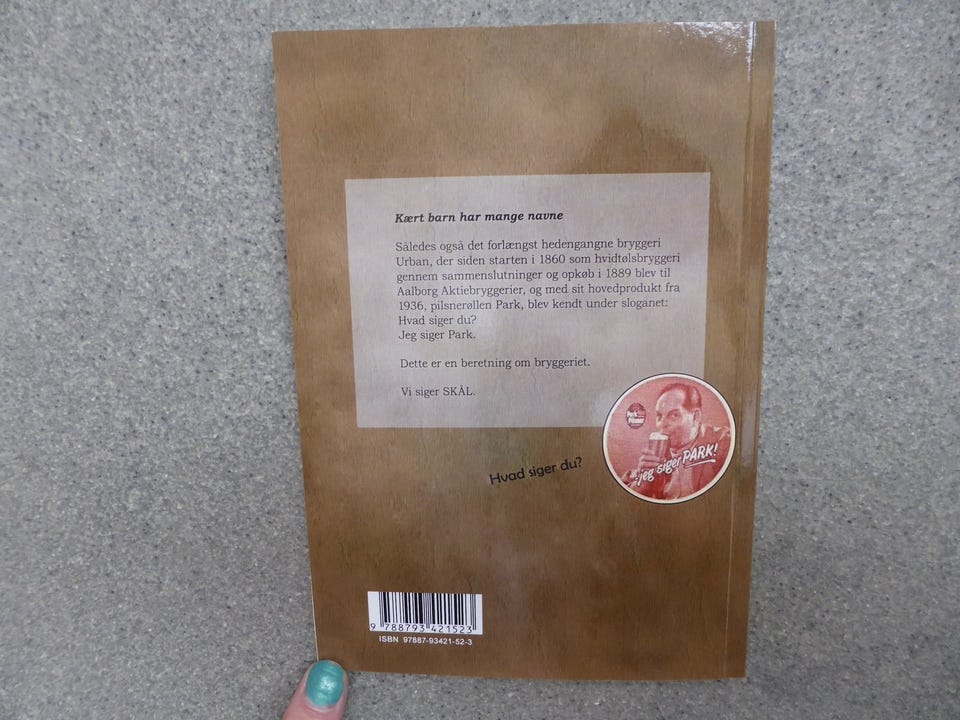 Kært barn har mange navne
Således også det forlængst hedengangne bryggeri
Urban, der siden starten i 1860 som hvidtølsbryggeri
gennem sammenslutninger og opkøb i 1889 blev til
Aalborg Aktiebryggerier, og med sit hovedprodukt fra
1936, pilsnerøllen Park, blev kendt under sloganet:
Hvad siger du?
Jeg siger Park.
Dette er en beretning om bryggeriet.
Vi siger SKÅL.
Park
Pilsner
-jeg siger PARK!
Hvad siger du?
9 788793 421523
ISBN 97887-93421-52-3